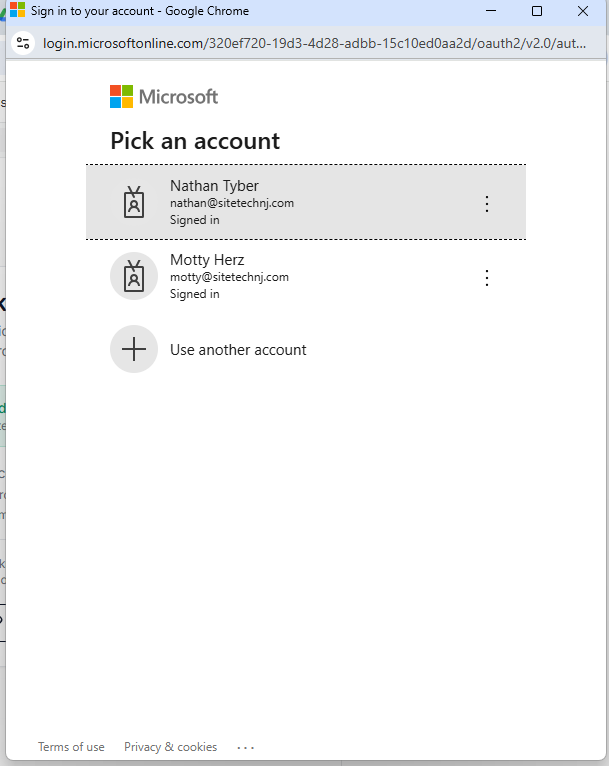 Sign in to your account - Google Chrome
login.microsoftonline.com/320ef720-19d3-4d28-adbb-15c10ed0aa2d/oauth2/v2.0/aut...
Microsoft
Pick an account
Nathan Tyber
nathan@sitetechnj.com
Signed in
Motty Herz
motty@sitetechnj.com
Signed in
Use another account
Terms of use Privacy & cookies ...